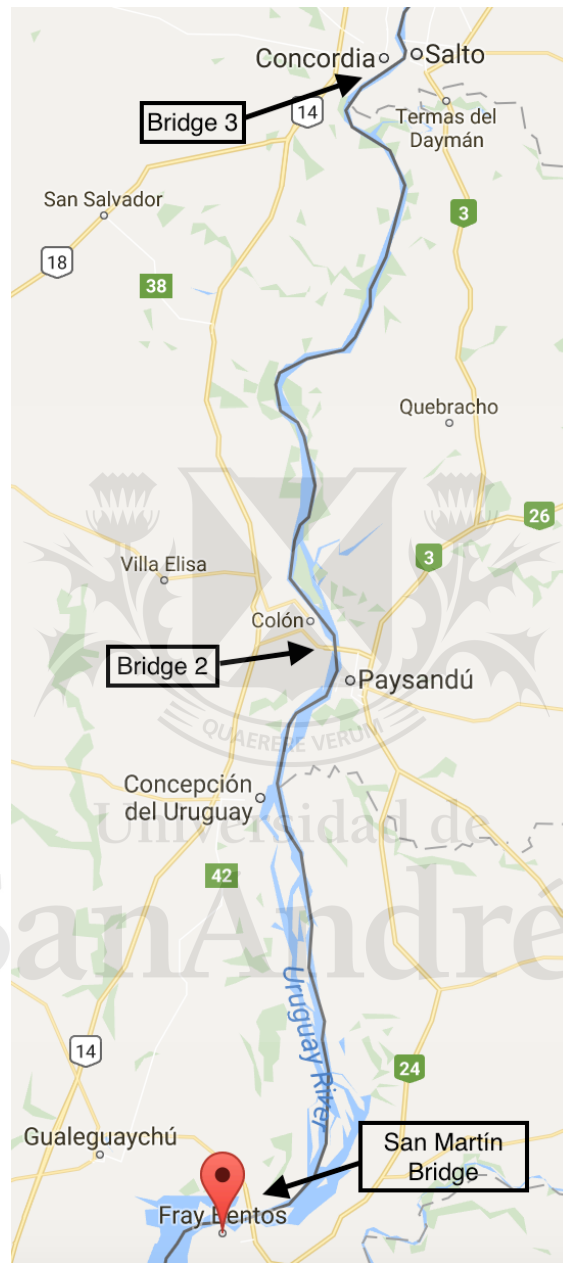 Concordia
Salto
Bridge 3
14
Termas del
Daymán
San Salvador
3
18
38
Quebracho
26
3
Villa Elisa
Colón
Bridge 2
Paysandú
QUAERERE VERUM
Concepción
del Uruguay
Universidad de
42
SanAndré
Uruguay River
14
24
Gualeguaychú
San Martín
Bridge
Fray Bentos